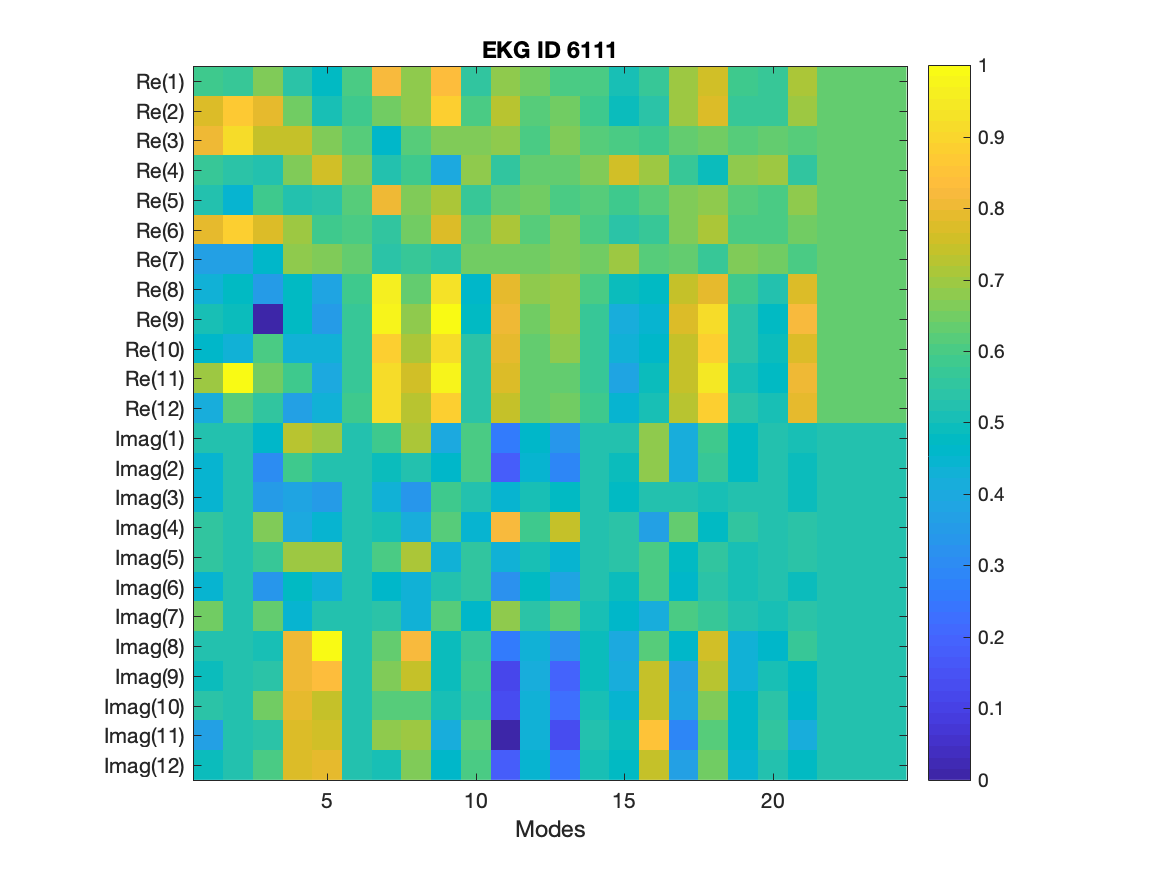 EKG ID 6111
Re(1)
Re(2)
Re(3)
Re(4)
Re(5)
Re(6)
Re(7)
Re(8)
Re(9)
Re(10)
Re(11)
Re(12)
Imag(1)
Imag(2)
Imag(3)
Imag(4)
Imag(5)
Imag(6)
Imag(7)
Imag(8)
Imag(9)
Imag(10)
Imag(11)
Imag(12)
5 10 15 20
Modes
1
0.9
0.8
0.7
0.6
0.5
0.4
0.3
0.2
0.1
0